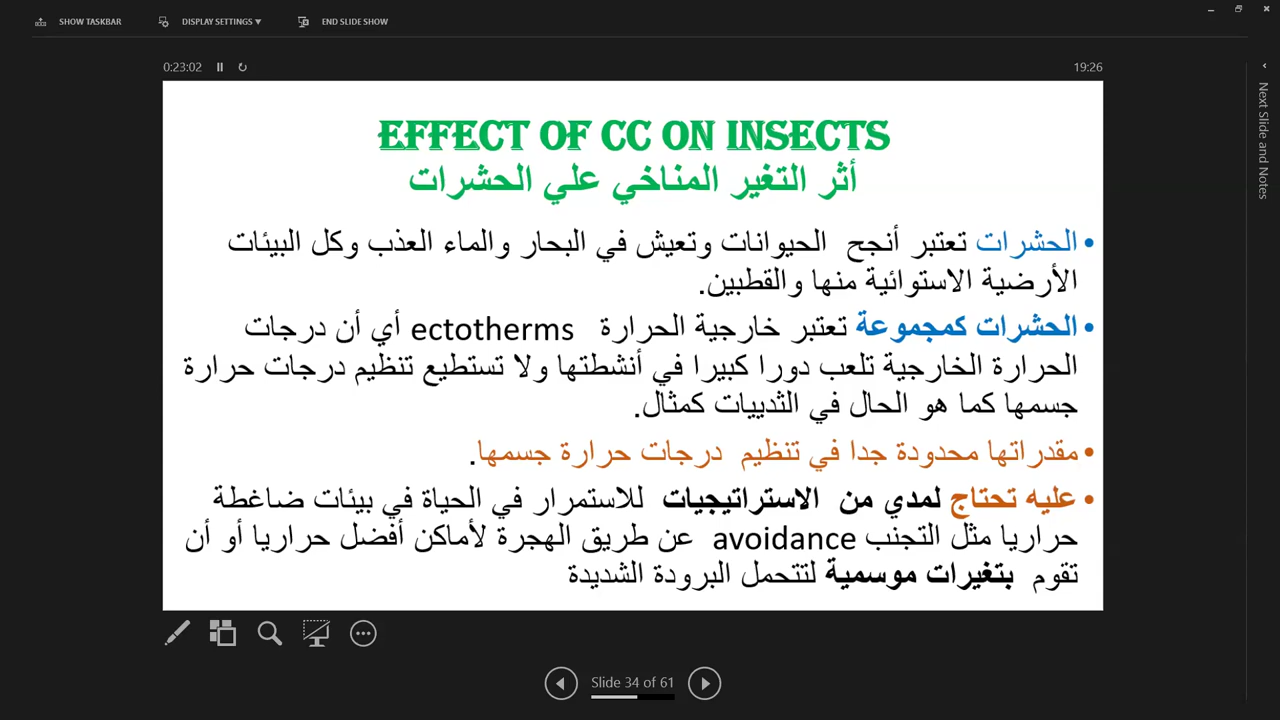 SHOW TASKBAR
DISPLAY SETTINGS
END SLIDE SHOW
0:23:02
19:26
EFFECT OF CC ON INSECTS
أثر التغير المناخي علي الحشرات
• الحشرات تعتبر أنجح الحيوانات وتعيش في البحار والماء العذب وكل البيئات
الأرضية الاستوائية منها والقطبين.
• الحشرات كمجموعة تعتبر خارجية الحرارة ectotherms أي أن درجات
الحرارة الخارجية تلعب دورا كبيرا في أنشطتها ولا تستطيع تنظيم درجات حرارة
جسمها كما هو الحال في الثدييات كمثال.
• مقدراتها محدودة جدا في تنظيم درجات حرارة جسمها.
• عليه تحتاج لمدي من الاستراتيجيات للاستمرار في الحياة في بيئات ضاغطة
حراريا مثل التجنب avoidance عن طريق الهجرة لأماكن أفضل حراريا أو أن
تقوم بتغيرات موسمية لتتحمل البرودة الشديدة
Next Slide and Notes
Slide 34 of 61